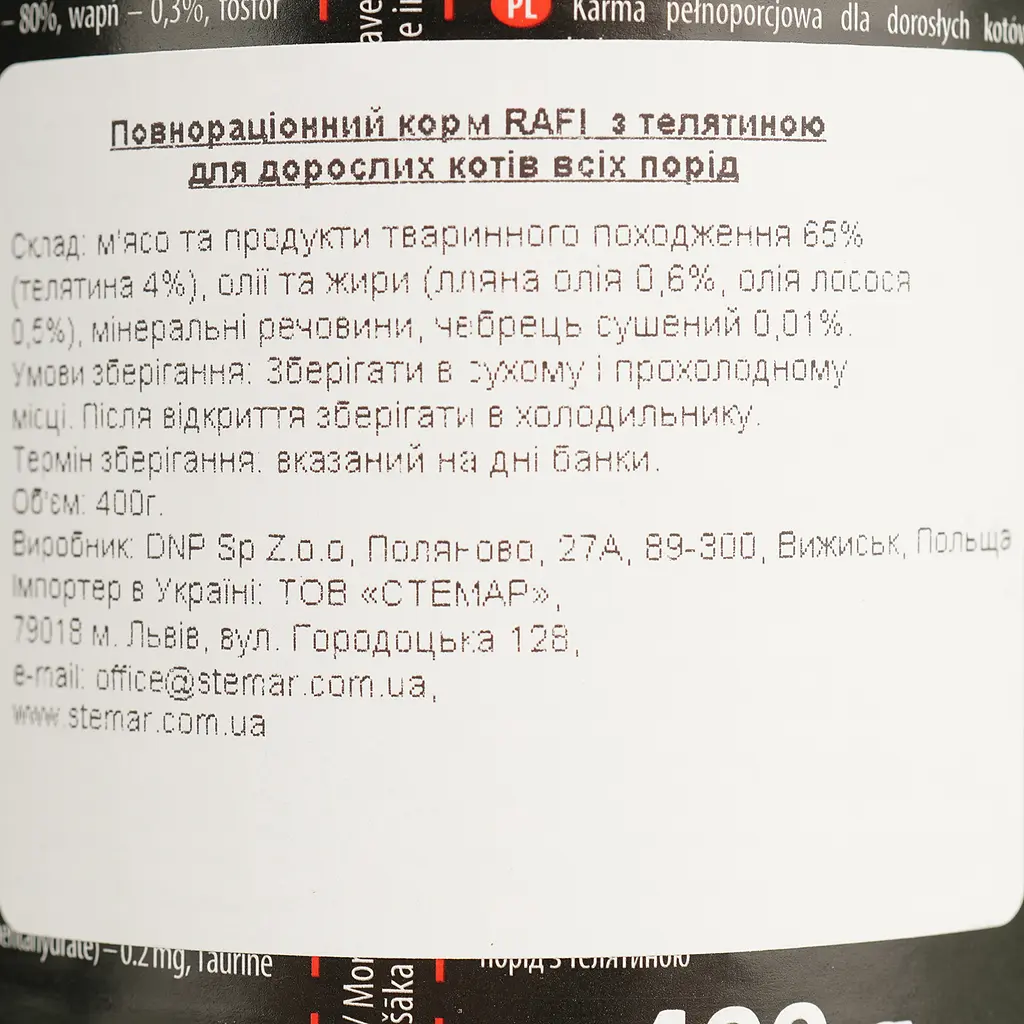 – 80%, wapń – 0,3%, fosfor
PL Karma pełnoporcjowa dla dorosłych kotów
Повнораціонний корм RAFI з телятиною
для дорослих котів всіх порід
Склад: м'ясо та продукти тваринного походження 65%
(телятина 4%), олії та жири (лляна олія 0,6%, олія лосося
0,5%), мінеральні речовини, чебрець сушений 0,01%.
Умови зберігання: Зберігати в сухому і прохолодному
місці. Після відкриття зберігати в холодильнику.
Термін зберігання: вказаний на дні банки.
Об'єм: 400г.
Виробник: DNP Sp Z.o.o, Поляново, 27А, 89-300, Вижиськ, Польща
Імпортер в Україні: ТОВ «СТЕМАР»,
79018 м. Львів, вул. Городоцька 128,
e-mail: office@stemar.com.ua,
www.stemar.com.ua
– 0.2 mg, Taurine
порід з телятиною